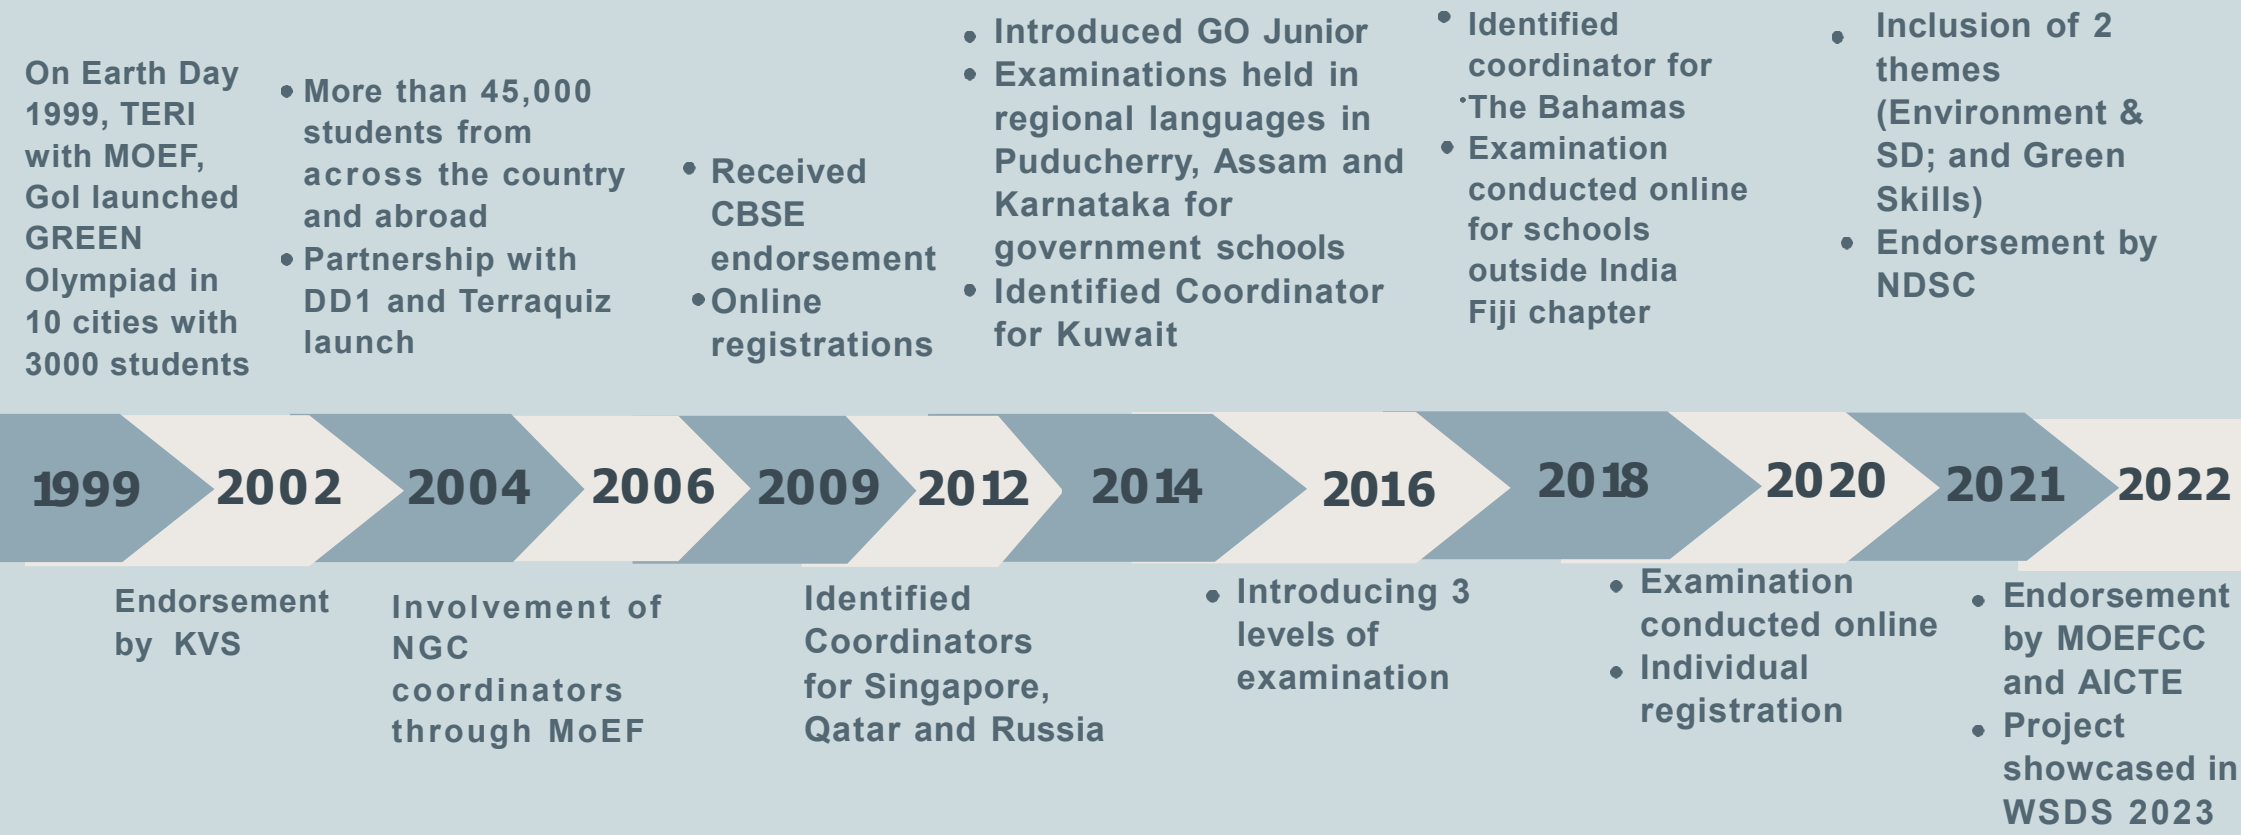 On Earth Day
1999, TERI
with MOEF,
GoI launched
GREEN
Olympiad in
10 cities with
3000 students
• More than 45,000
students from
across the country
and abroad
• Partnership with
DD1 and Terraquiz
launch
• Received
CBSE
endorsement
• Online
registrations
• Introduced GO Junior
• Examinations held in
regional languages in
Puducherry, Assam and
Karnataka for
government schools
• Identified Coordinator
for Kuwait
• Identified
coordinator for
•The Bahamas
• Examination
conducted online
for schools
outside India
Fiji chapter
• Inclusion of 2
themes
(Environment &
SD; and Green
Skills)
• Endorsement by
NDSC
1999 2002 2004 2006 2009 2012 2014 2016 2018 2020 2021 2022
Endorsement
by KVS
Involvement of
NGC
coordinators
through MoEF
Identified
Coordinators
for Singapore,
Qatar and Russia
• Introducing 3
levels of
examination
• Examination
conducted online
• Individual
registration
• Endorsement
by MOEFCC
and AICTE
• Project
showcased in
WSDS 2023